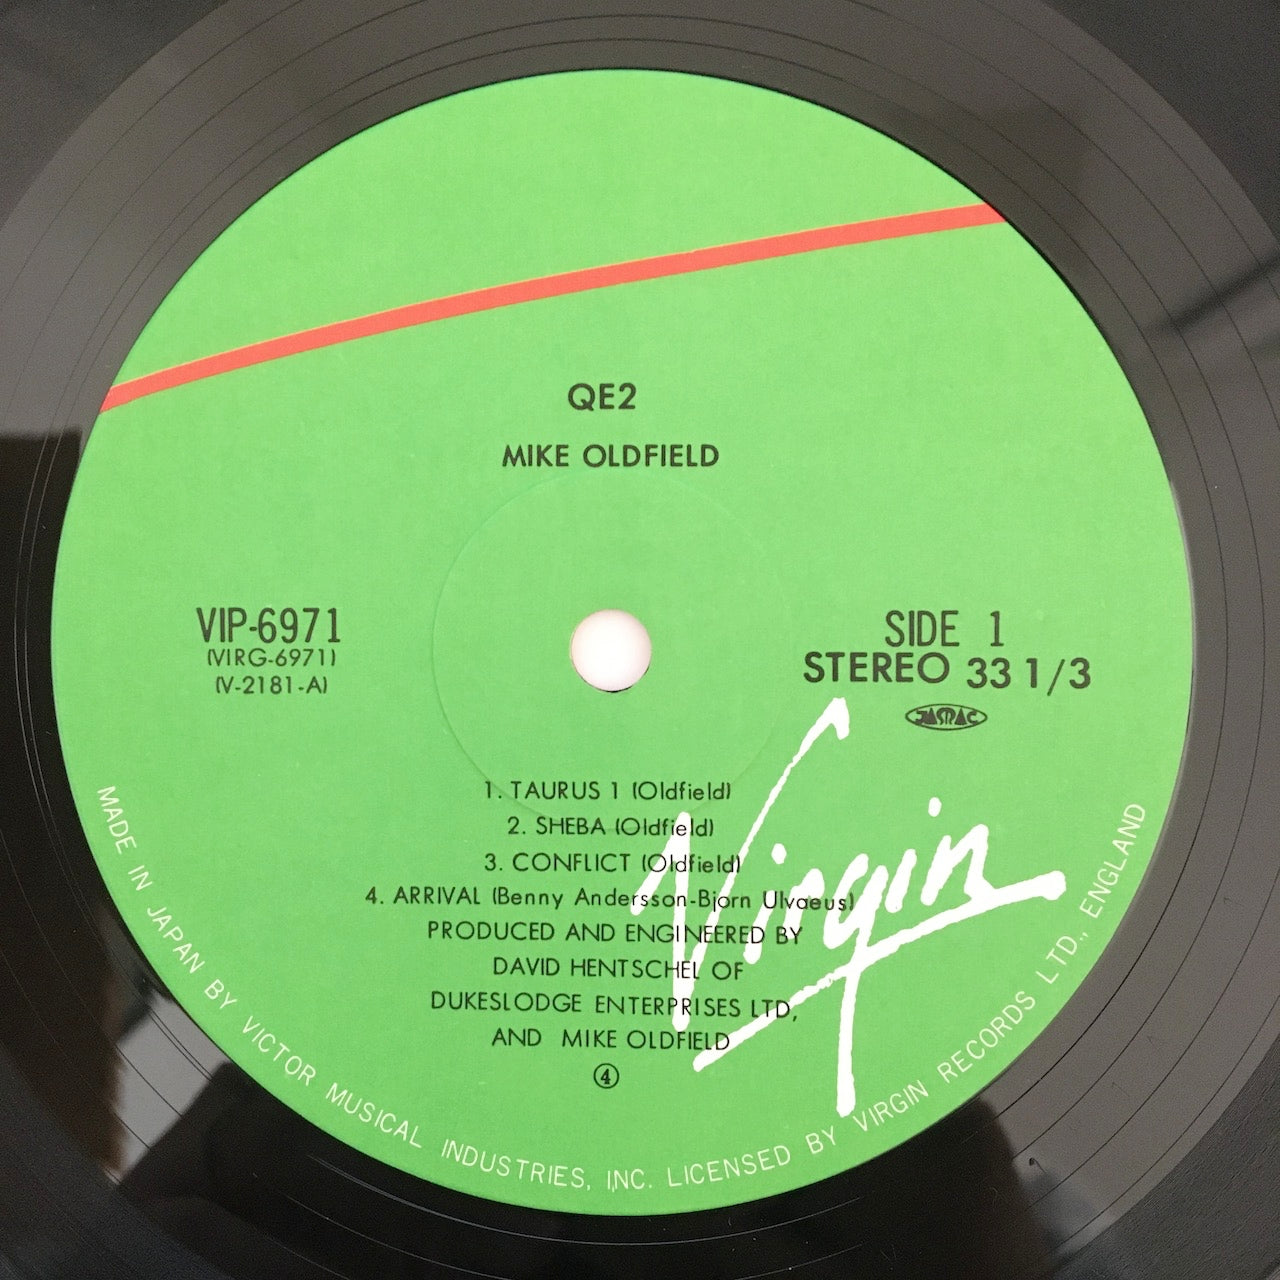 QE2
MIKE OLDFIELD
VIP-6971
(VIRG-6971)
(V-2181-A)
SIDE 1
STEREO 33 1/3
JASRAC
1. TAURUS 1 (Oldfield)
2. SHEBA (Oldfield)
3. CONFLICT (Oldfield)
4. ARRIVAL (Benny Andersson-Bjorn Ulvaeus)
PRODUCED AND ENGINEERED BY
DAVID HENTSCHEL OF
DUKESLODGE ENTERPRISES LTD,
AND MIKE OLDFIELD
④
Virgin
MADE IN JAPAN BY VICTOR MUSICAL INDUSTRIES, INC. LICENSED BY VIRGIN RECORDS LTD., ENGLAND